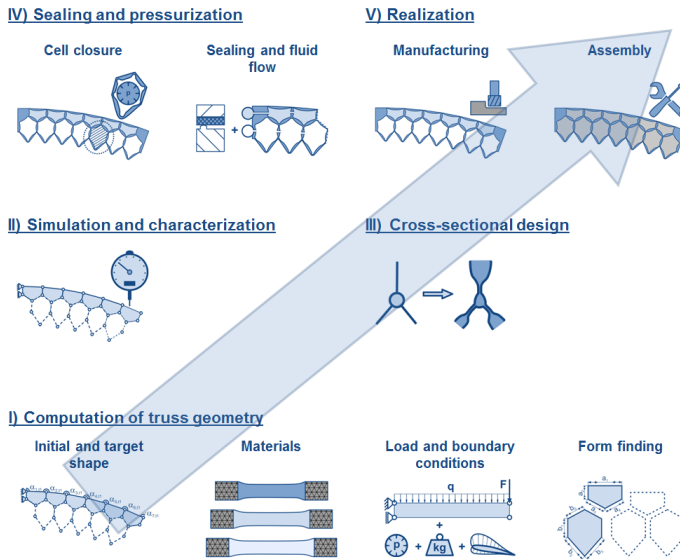 IV) Sealing and pressurization
V) Realization
Cell closure
Sealing and fluid
flow
Manufacturing
Assembly
p
+
II) Simulation and characterization
III) Cross-sectional design
I) Computation of truss geometry
Initial and target
shape
Materials
Load and boundary
conditions
Form finding
q
F
+
p + kg +